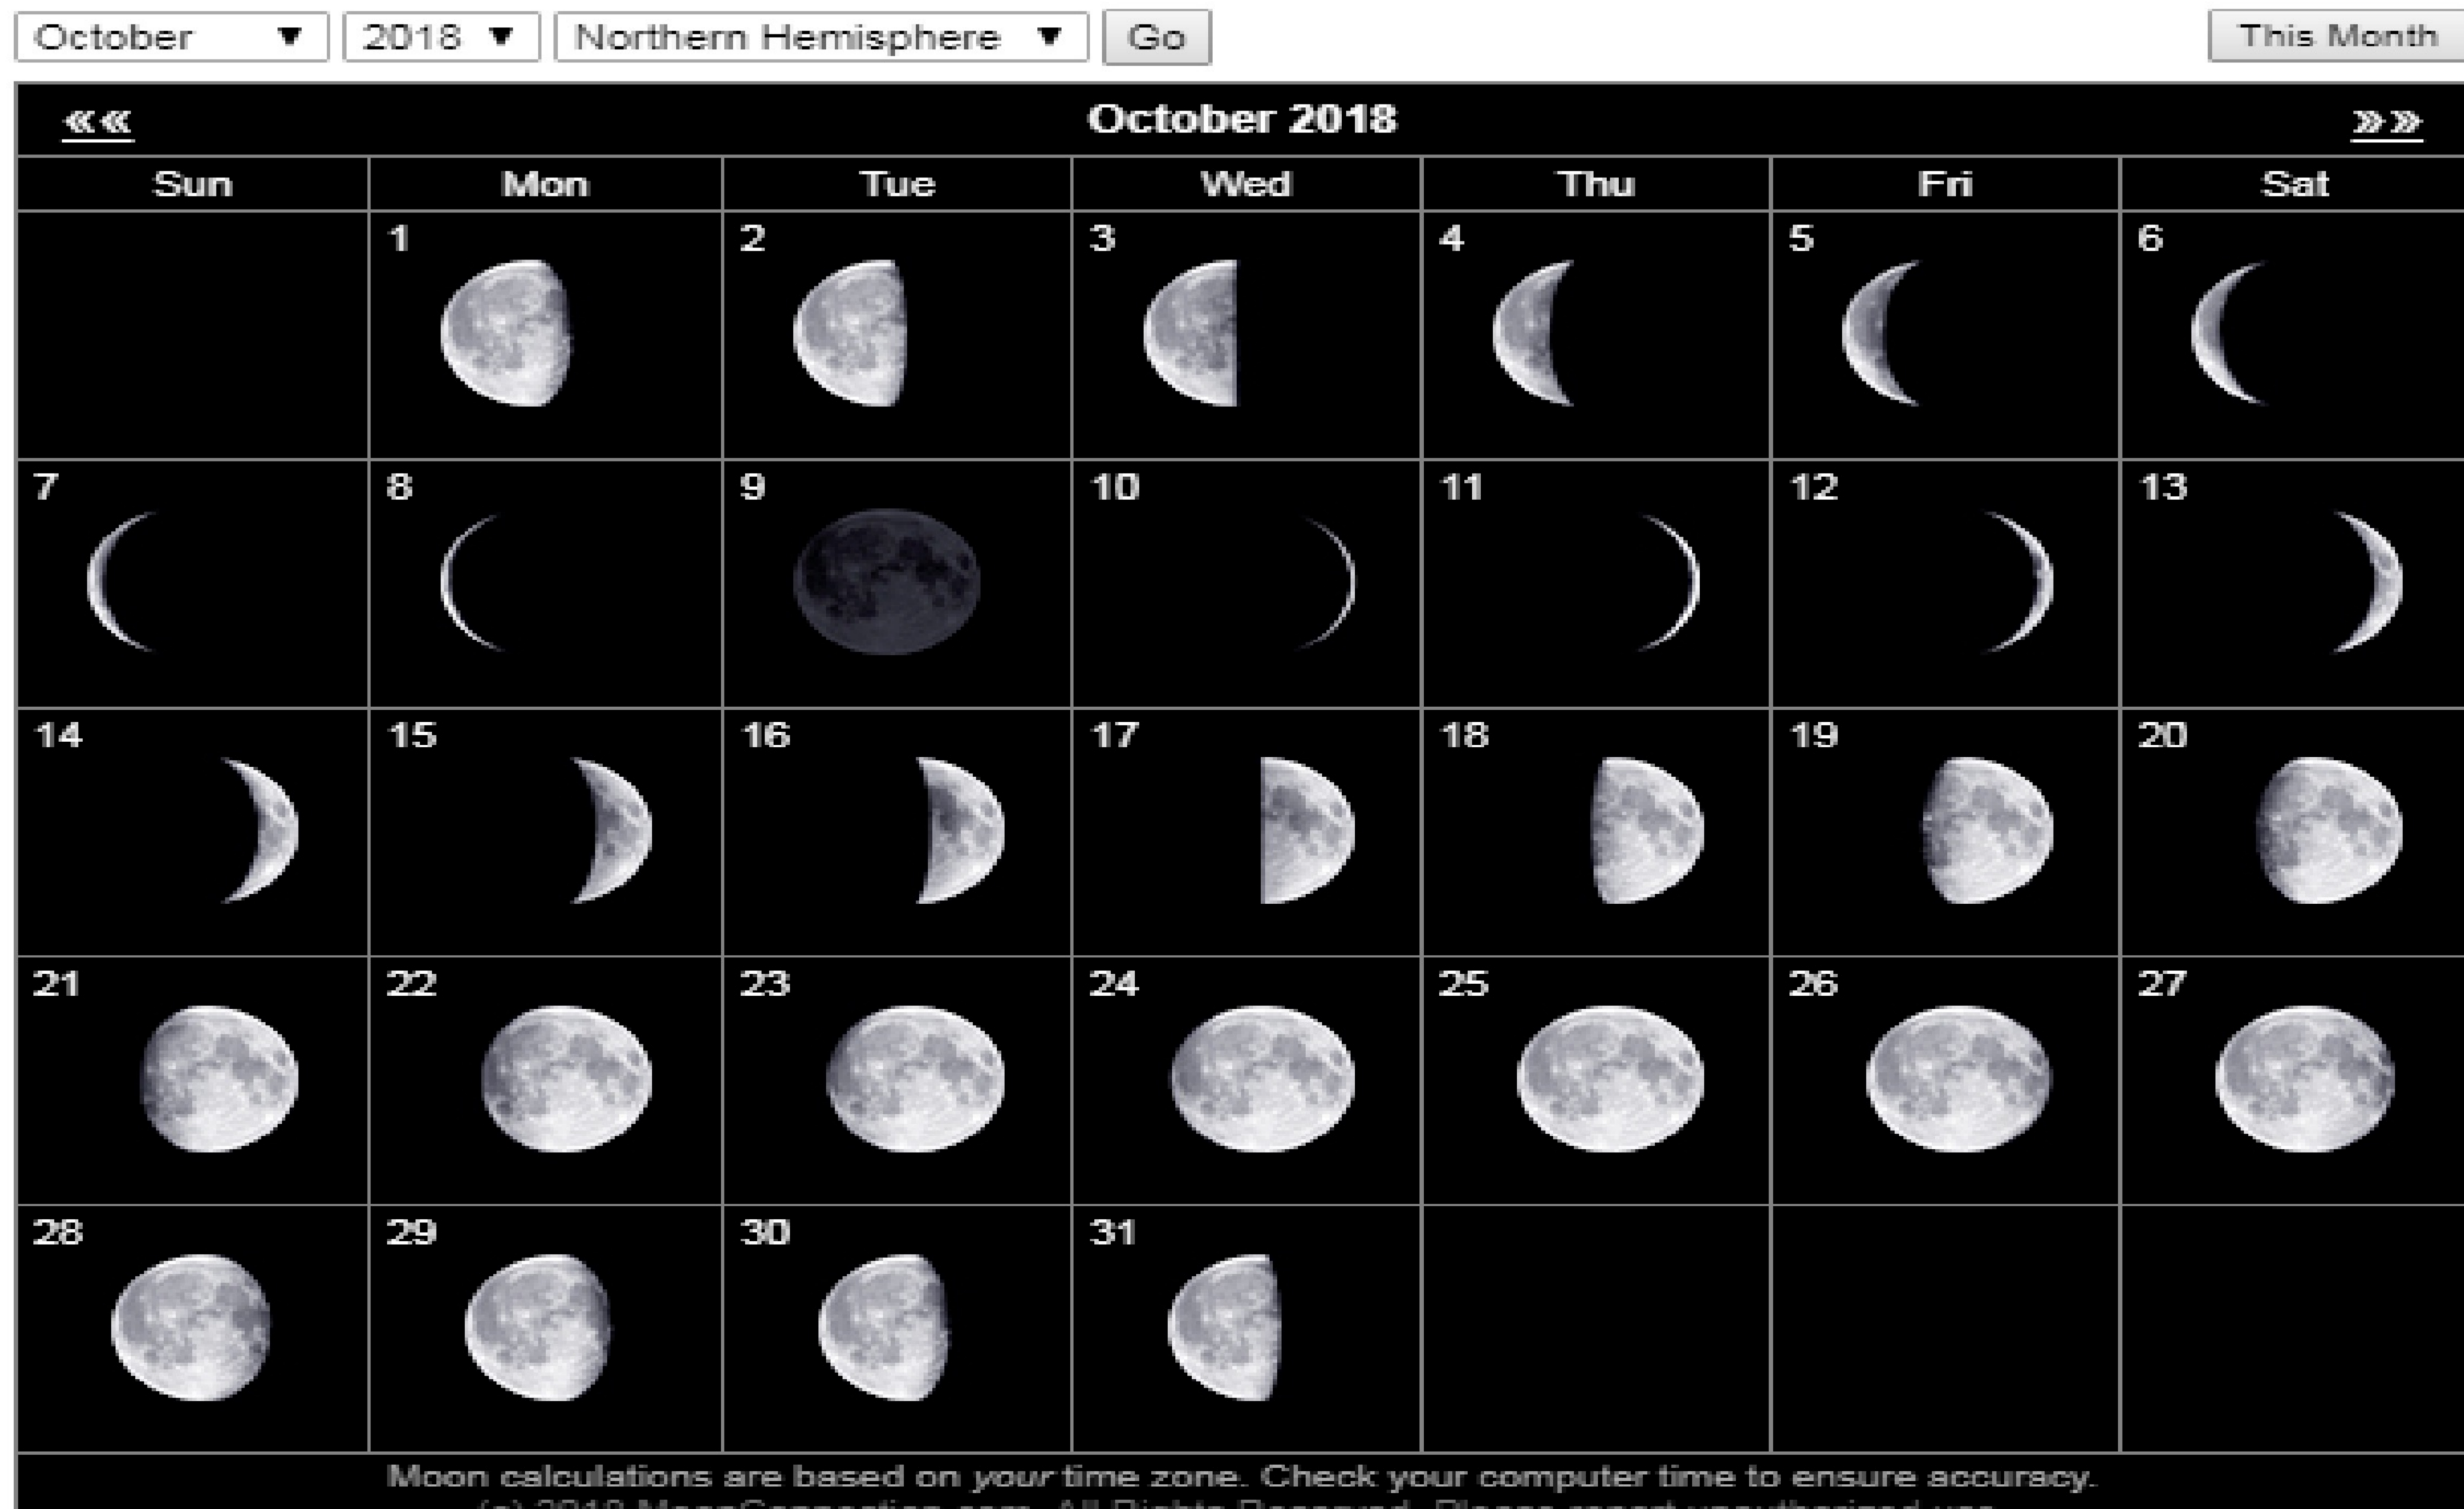 October ▼ 2018 ▼ Northern Hemisphere ▼ Go This Month
«« October 2018 »»
Sun Mon Tue Wed Thu Fri Sat
1 2 3 4 5 6
7 8 9 10 11 12 13
14 15 16 17 18 19 20
21 22 23 24 25 26 27
28 29 30 31
Moon calculations are based on your time zone. Check your computer time to ensure accuracy.